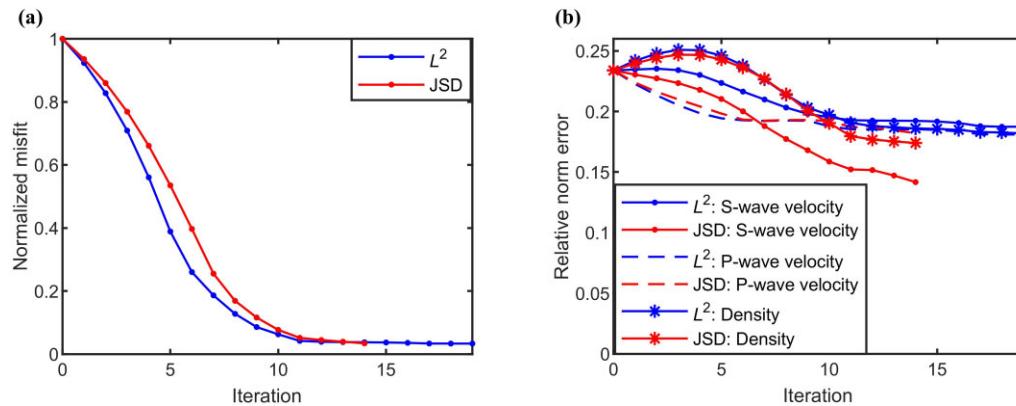 (a)
1
0.8
0.6
0.4
0.2
0
0
5
10
15
Normalized misfit
Iteration
L²
JSD
(b)
0.25
0.2
0.15
0.1
0.05
0
0
5
10
15
Relative norm error
Iteration
L²: S-wave velocity
JSD: S-wave velocity
L²: P-wave velocity
JSD: P-wave velocity
L²: Density
JSD: Density